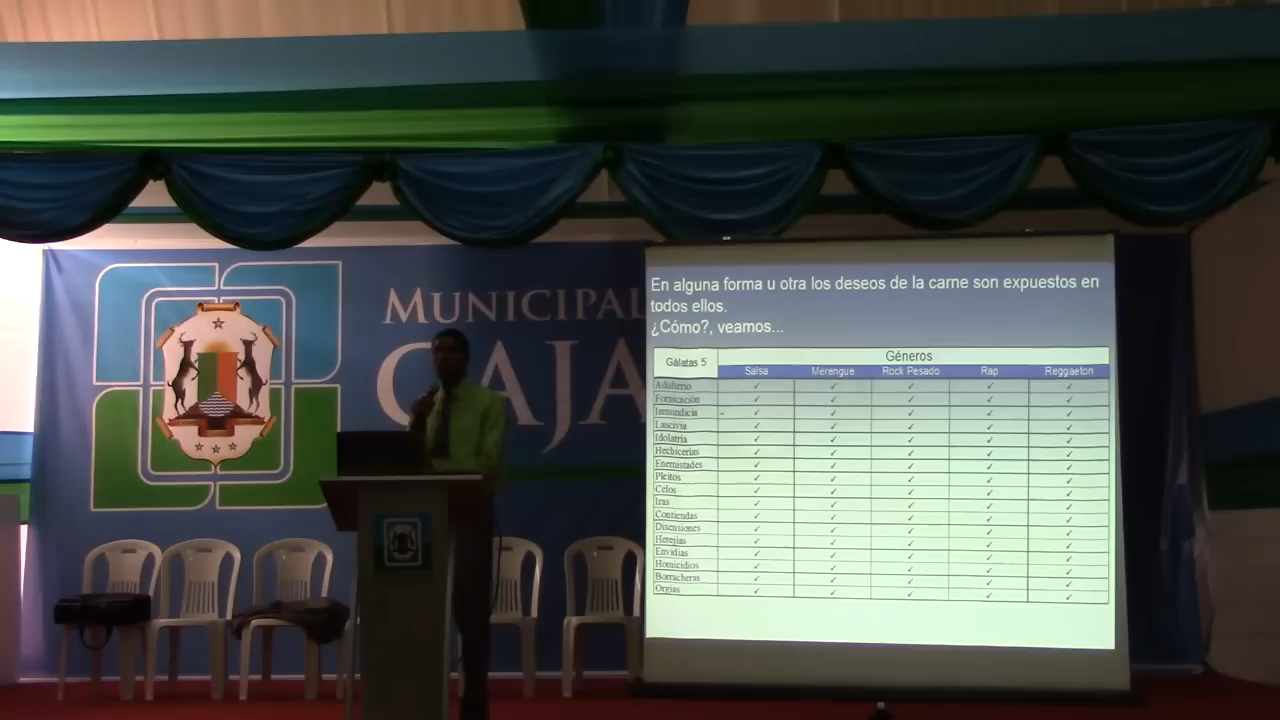 MUNICIPAL
CAJA
En alguna forma u otra los deseos de la carne son expuestos en
todos ellos.
¿Cómo?, veamos...
Gálatas 5 Géneros
Salsa Merengue Rock Pesado Rap Reggaeton
Adulterio ✓ ✓ ✓ ✓ ✓
Fornicación ✓ ✓ ✓ ✓ ✓
Inmundicia ✓ ✓ ✓ ✓ ✓
Lascivia ✓ ✓ ✓ ✓ ✓
Idolatría ✓ ✓ ✓ ✓ ✓
Hechicerías ✓ ✓ ✓ ✓ ✓
Enemistades ✓ ✓ ✓ ✓ ✓
Pleitos ✓ ✓ ✓ ✓ ✓
Celos ✓ ✓ ✓ ✓ ✓
Iras ✓ ✓ ✓ ✓ ✓
Contiendas ✓ ✓ ✓ ✓ ✓
Disensiones ✓ ✓ ✓ ✓ ✓
Herejías ✓ ✓ ✓ ✓ ✓
Envidias ✓ ✓ ✓ ✓ ✓
Homicidios ✓ ✓ ✓ ✓ ✓
Borracheras ✓ ✓ ✓ ✓ ✓
Orgías ✓ ✓ ✓ ✓ ✓